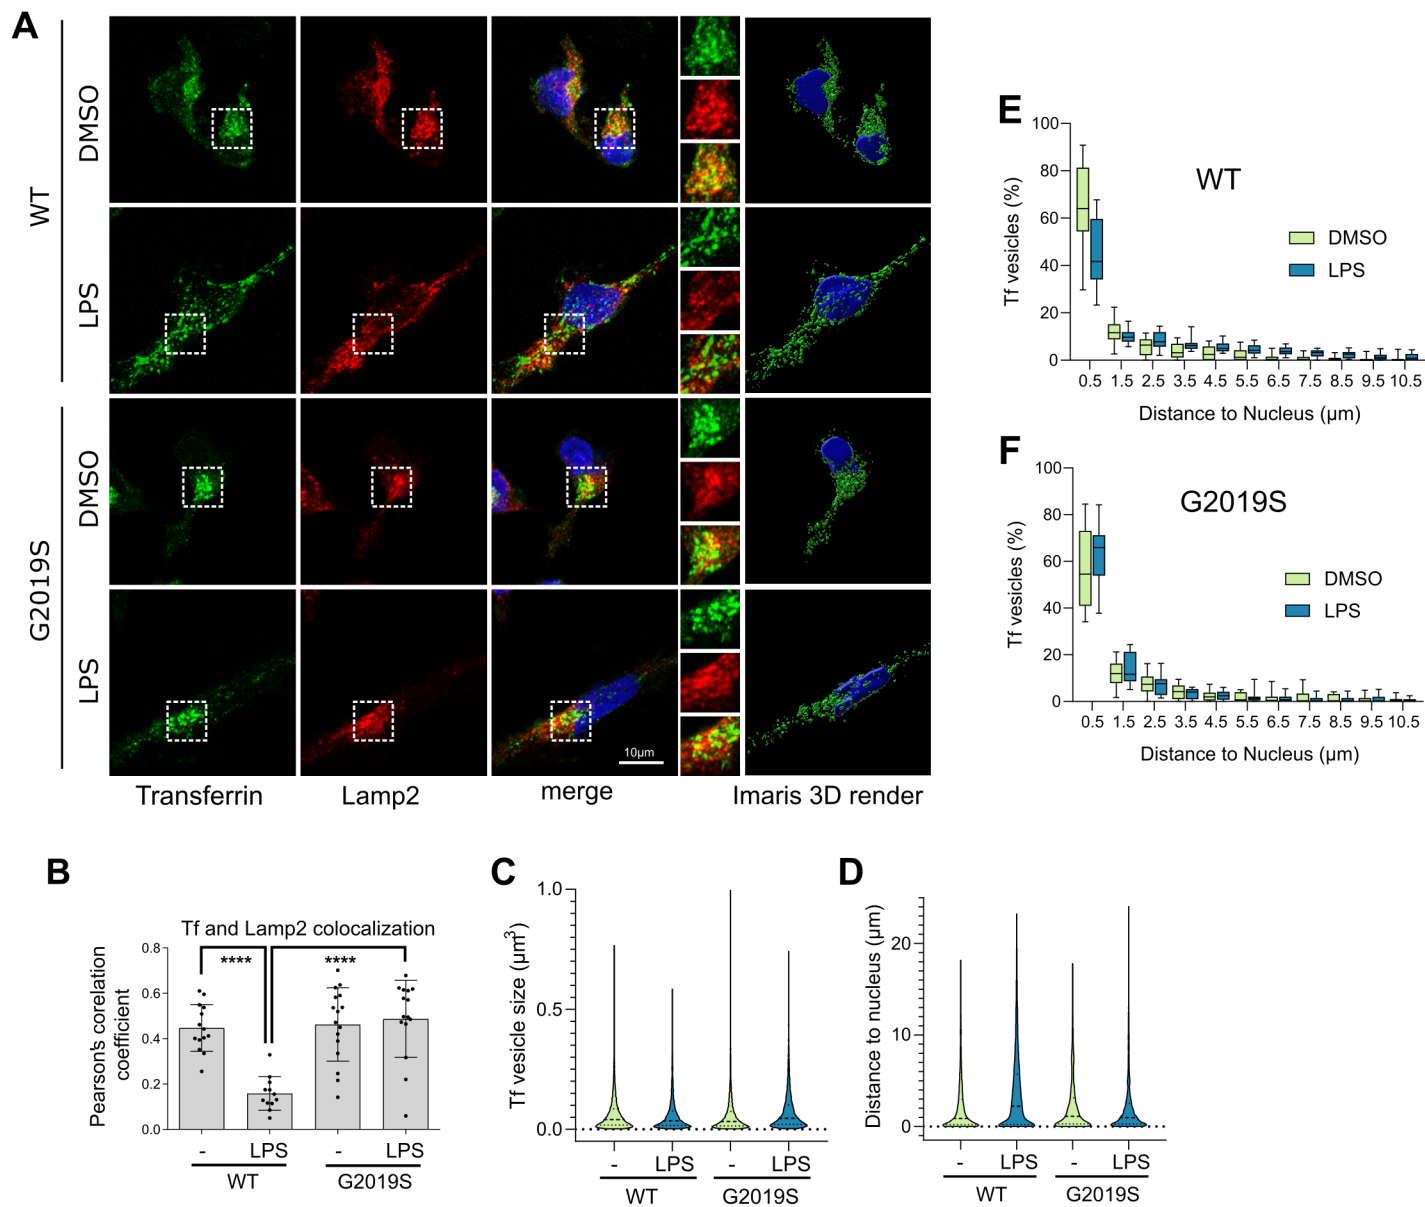 A
WT
G2019S
DMSO
LPS
DMSO
LPS
10µm
Transferrin
Lamp2
merge
Imaris 3D render
E
WT
Tf vesicles (%)
100
80
60
40
20
0
DMSO
LPS
0.5 1.5 2.5 3.5 4.5 5.5 6.5 7.5 8.5 9.5 10.5
Distance to Nucleus (µm)
F
G2019S
Tf vesicles (%)
100
80
60
40
20
0
DMSO
LPS
0.5 1.5 2.5 3.5 4.5 5.5 6.5 7.5 8.5 9.5 10.5
Distance to Nucleus (µm)
B
Tf and Lamp2 colocalization
Pearson's corelation
coefficient
0.8
0.6
0.4
0.2
0.0
**** ****
- LPS - LPS
WT G2019S
C
Tf vesicle size (µm3)
1.0
0.5
0.0
- LPS - LPS
WT G2019S
D
Distance to nucleus (µm)
20
10
0
- LPS - LPS
WT G2019S